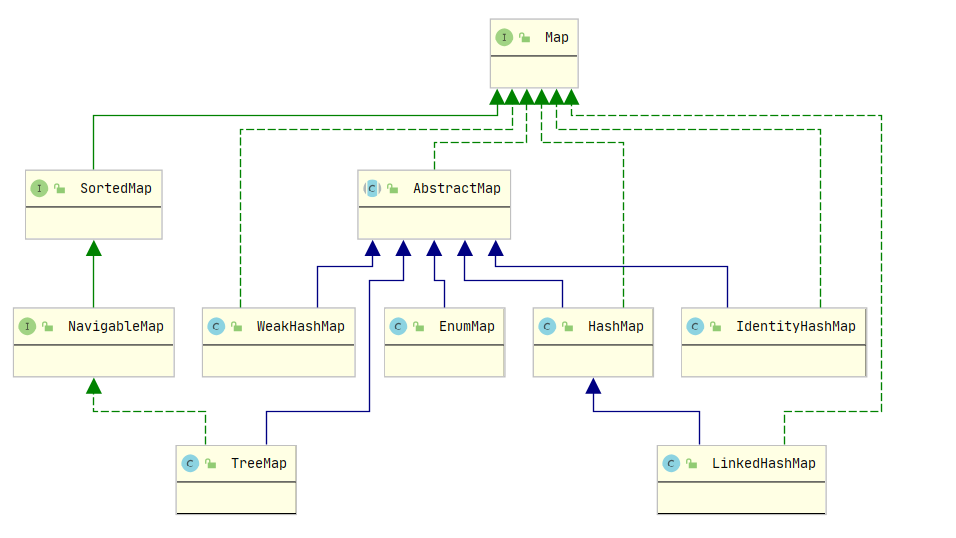 I Map
I SortedMap
C AbstractMap
I NavigableMap
C WeakHashMap
C EnumMap
C HashMap
C IdentityHashMap
C TreeMap
C LinkedHashMap